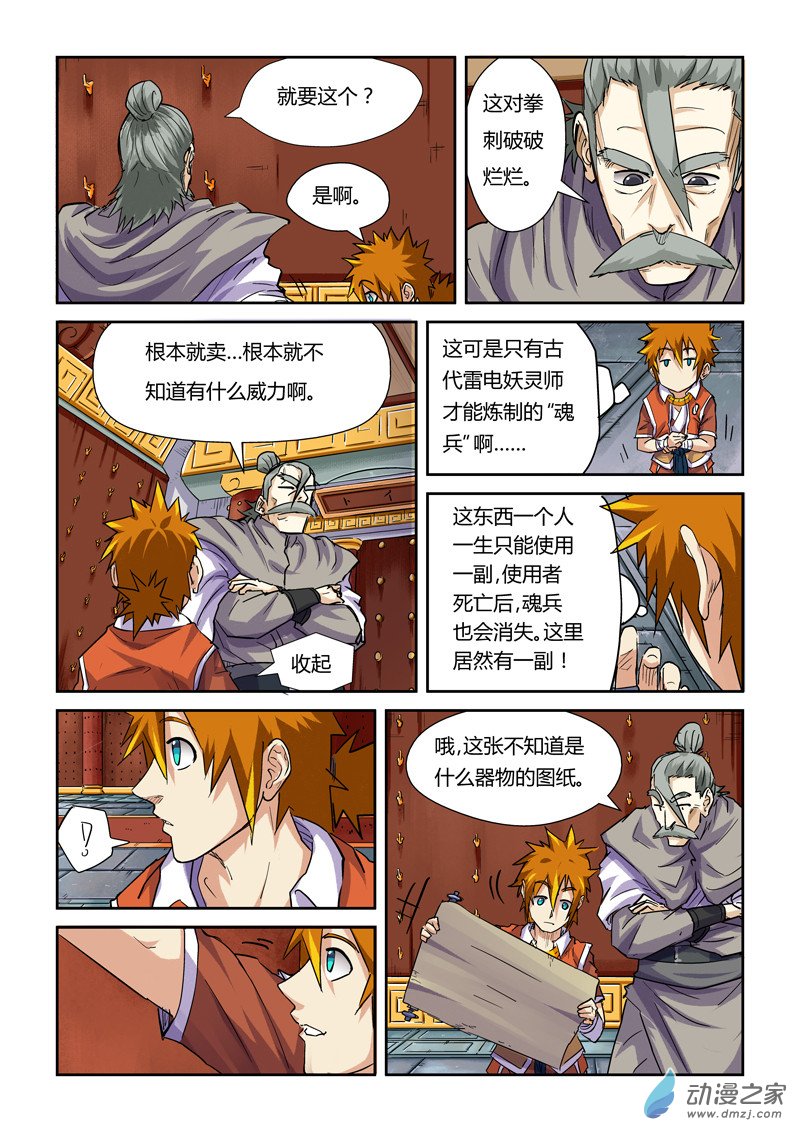 就要这个？
是啊。
这对拳
刺破破
烂烂。
根本就卖…根本就不
知道有什么威力啊。
收起
这可是只有古
代雷电妖灵师
才能炼制的“魂
兵”啊……
这东西一个人
一生只能使用
一副,使用者
死亡后,魂兵
也会消失。这里
居然有一副！
！
哦,这张不知道是
什么器物的图纸。
动漫之家
www.dmzj.com